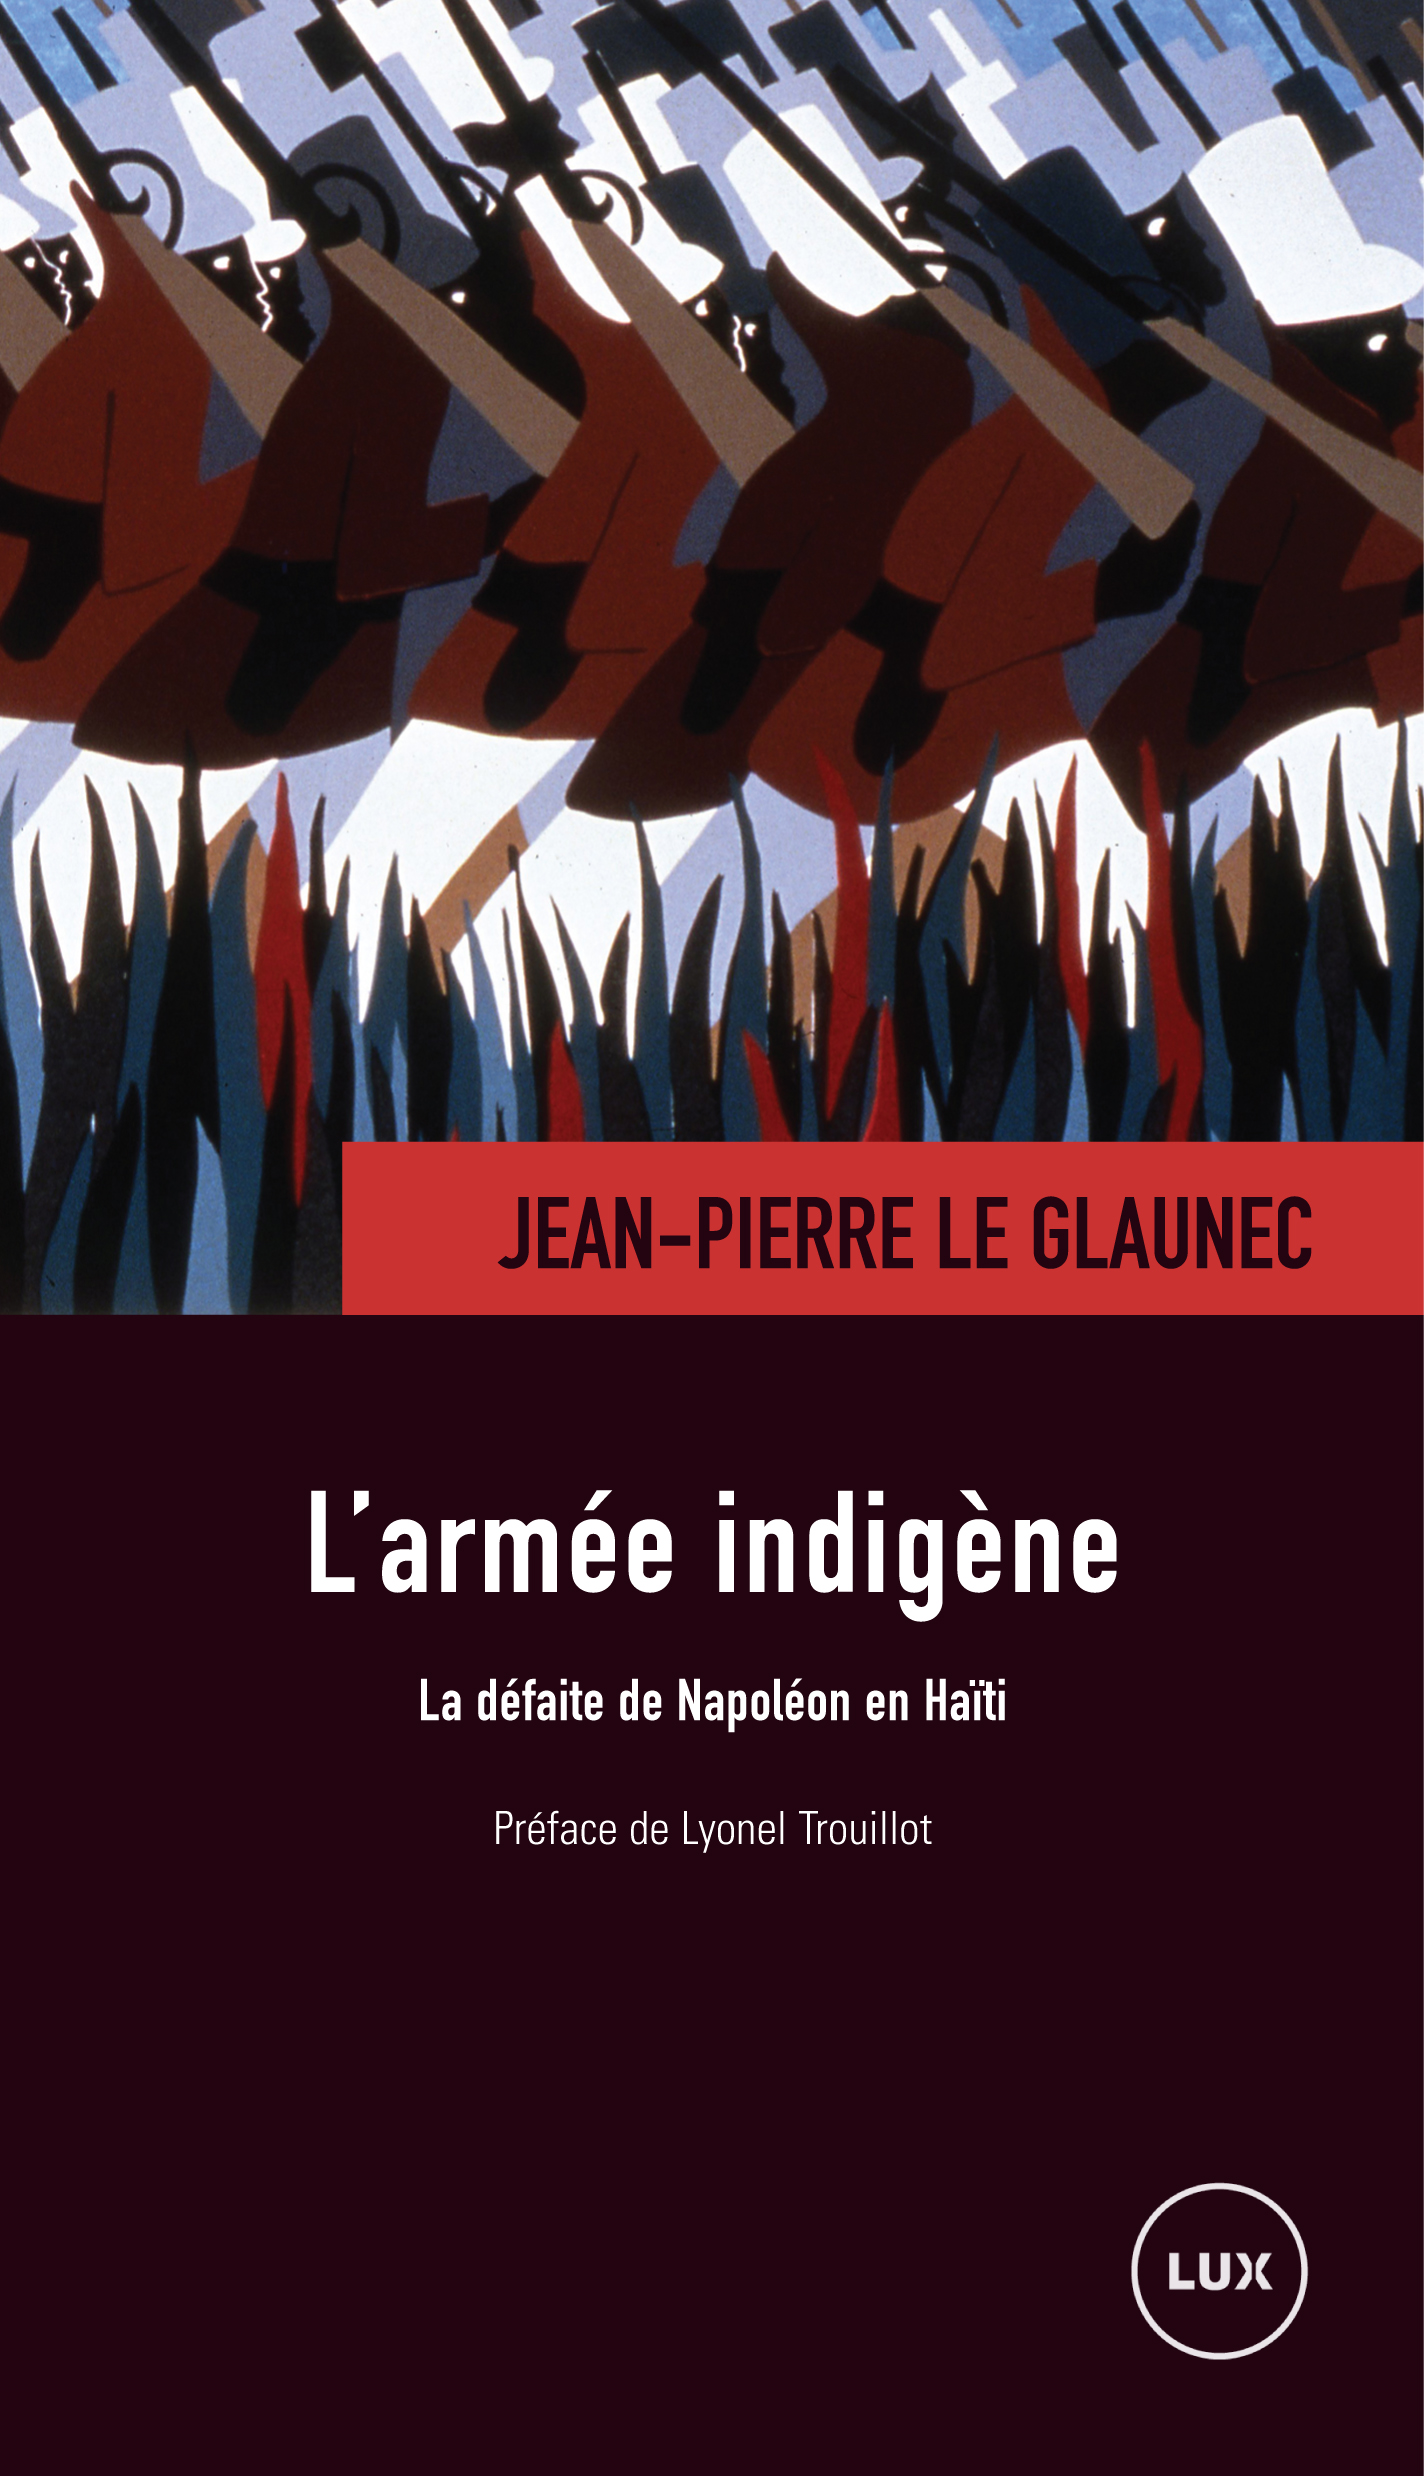 JEAN-PIERRE LE GLAUNEC
L'armée indigène
La défaite de Napoléon en Haïti
Préface de Lyonel Trouillot
LUX